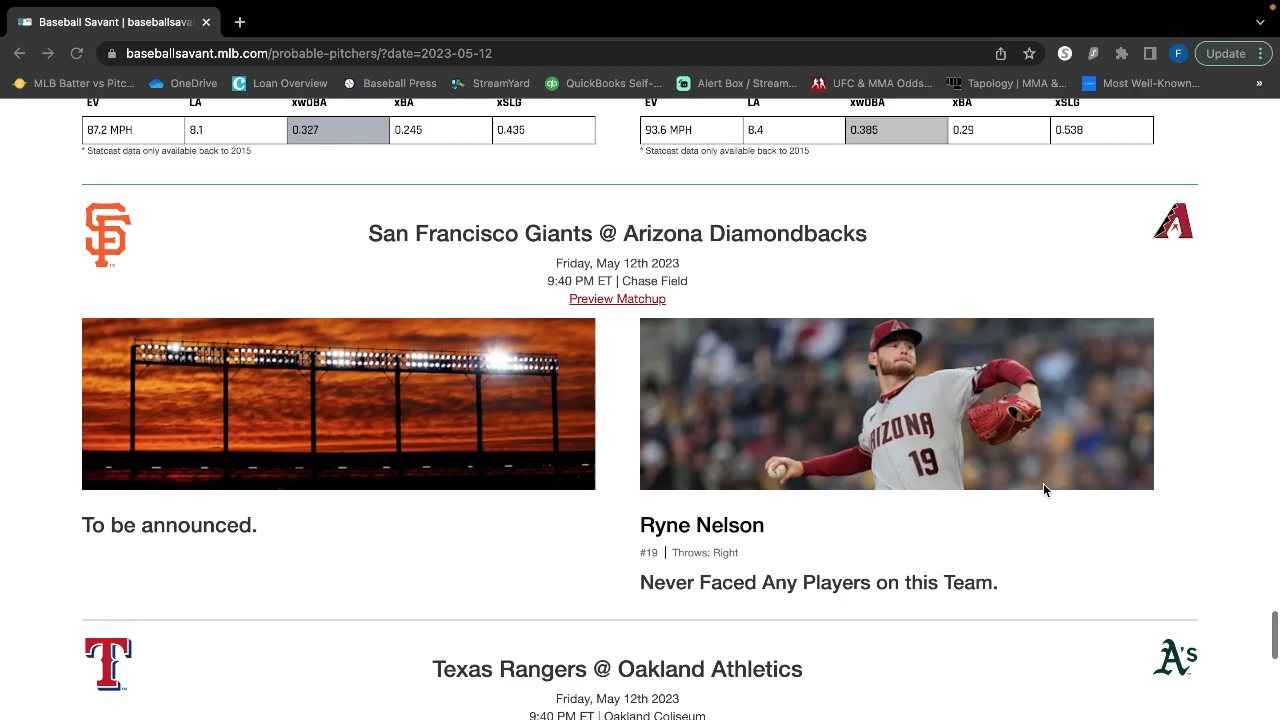 Baseball Savant | baseballsava
baseballsavant.mlb.com/probable-pitchers/?date=2023-05-12
S
F
Update
MLB Batter vs Pitc...
OneDrive
Loan Overview
Baseball Press
StreamYard
QuickBooks Self-...
Alert Box / Stream...
UFC & MMA Odds...
Tapology | MMA &...
Most Well-Known...
»
EV LA xwOBA xBA xSLG
87.2 MPH 8.1 0.327 0.245 0.435
* Statcast data only available back to 2015
EV LA xwOBA xBA xSLG
93.6 MPH 8.4 0.385 0.29 0.538
* Statcast data only available back to 2015
SF
San Francisco Giants @ Arizona Diamondbacks
A
Friday, May 12th 2023
9:40 PM ET | Chase Field
Preview Matchup
ARIZONA
19
To be announced.
Ryne Nelson
#19 | Throws: Right
Never Faced Any Players on this Team.
T
Texas Rangers @ Oakland Athletics
A's
Friday, May 12th 2023
9:40 PM ET | Oakland Coliseum